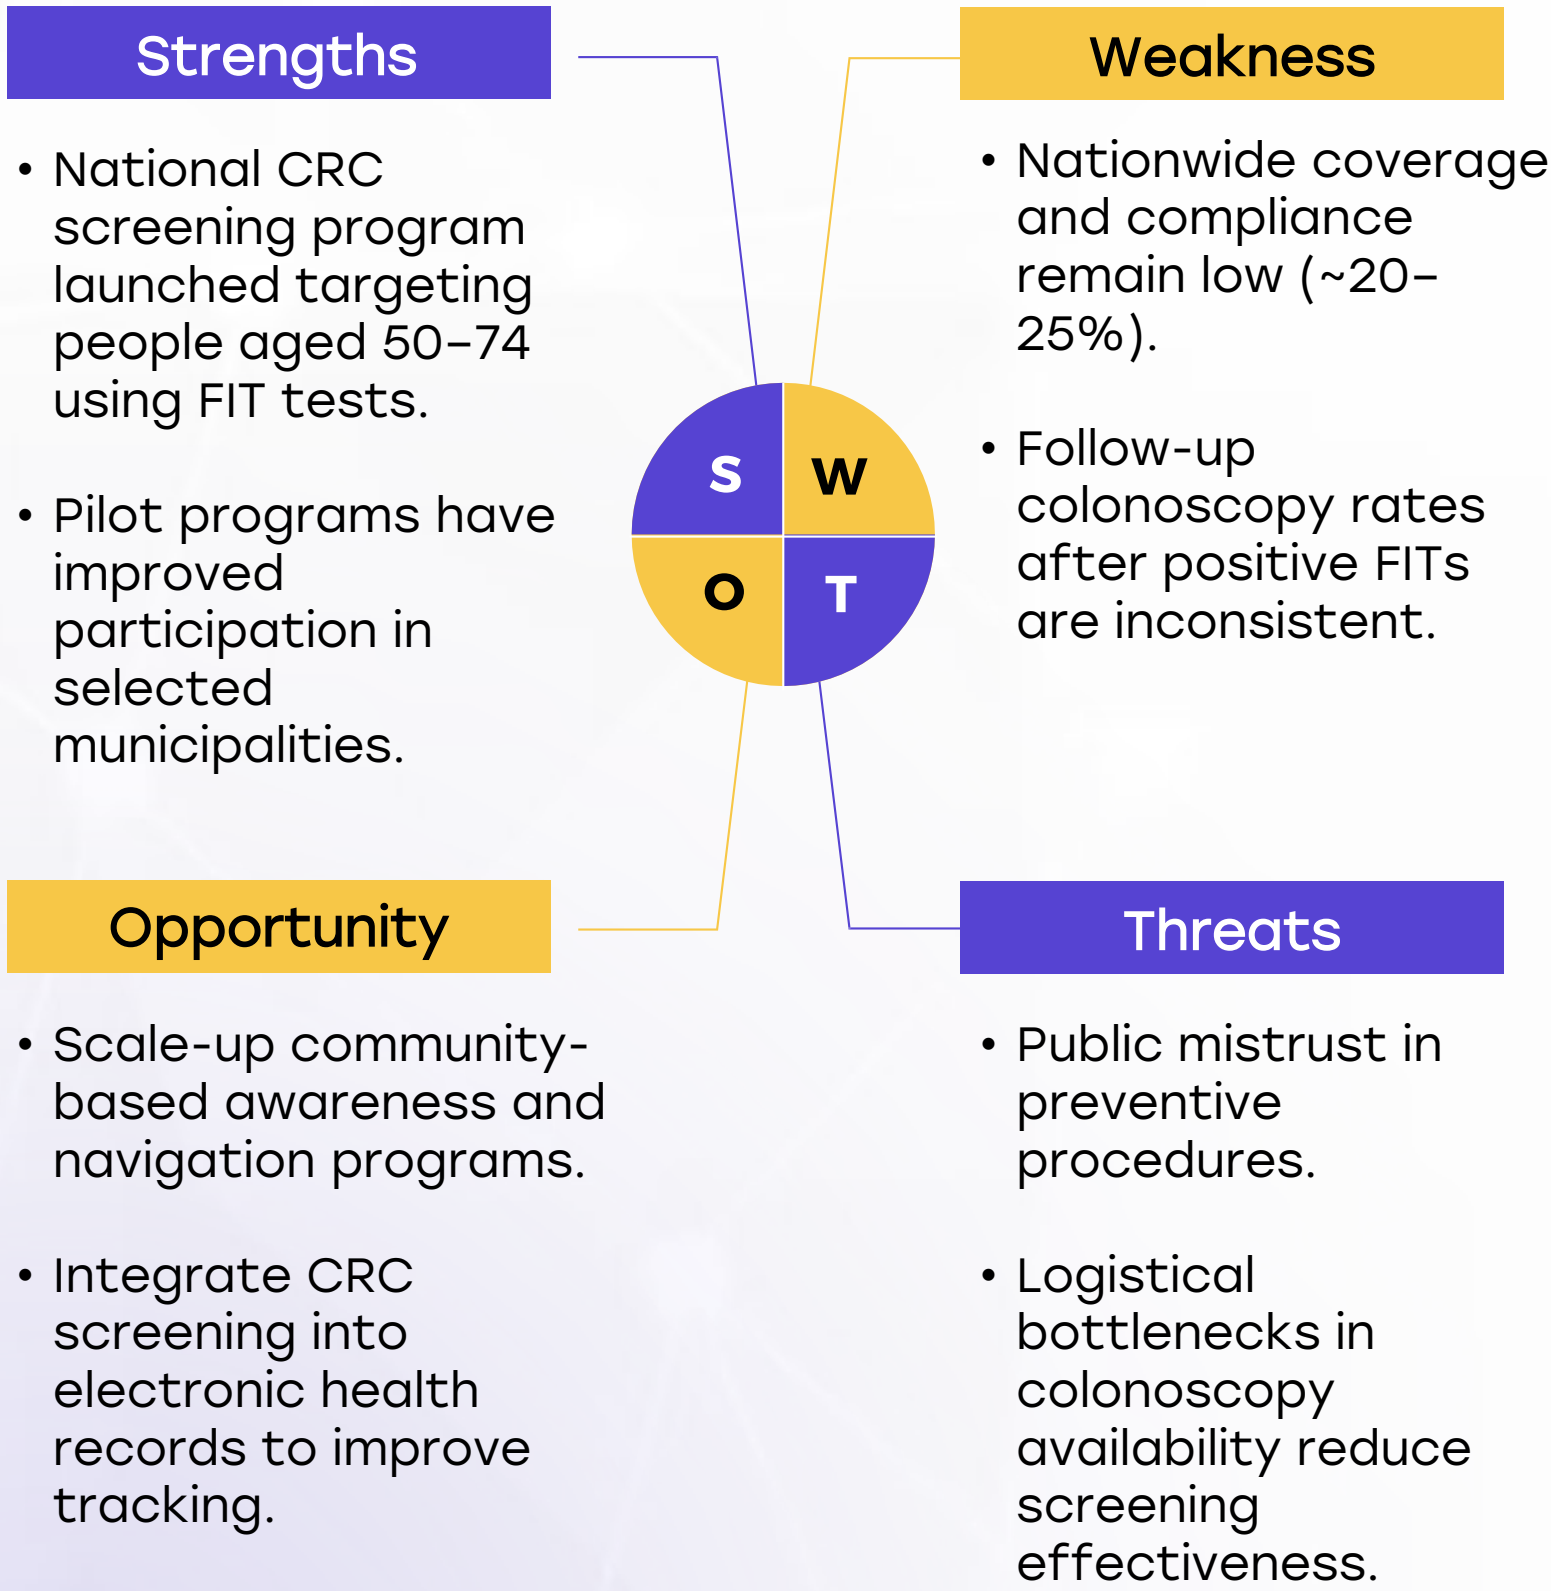 Strengths
• National CRC
screening program
launched targeting
people aged 50–74
using FIT tests.
• Pilot programs have
improved
participation in
selected
municipalities.
Weakness
• Nationwide coverage
and compliance
remain low (~20–
25%).
• Follow-up
colonoscopy rates
after positive FITs
are inconsistent.
S
W
O
T
Opportunity
• Scale-up community-
based awareness and
navigation programs.
• Integrate CRC
screening into
electronic health
records to improve
tracking.
Threats
• Public mistrust in
preventive
procedures.
• Logistical
bottlenecks in
colonoscopy
availability reduce
screening
effectiveness.